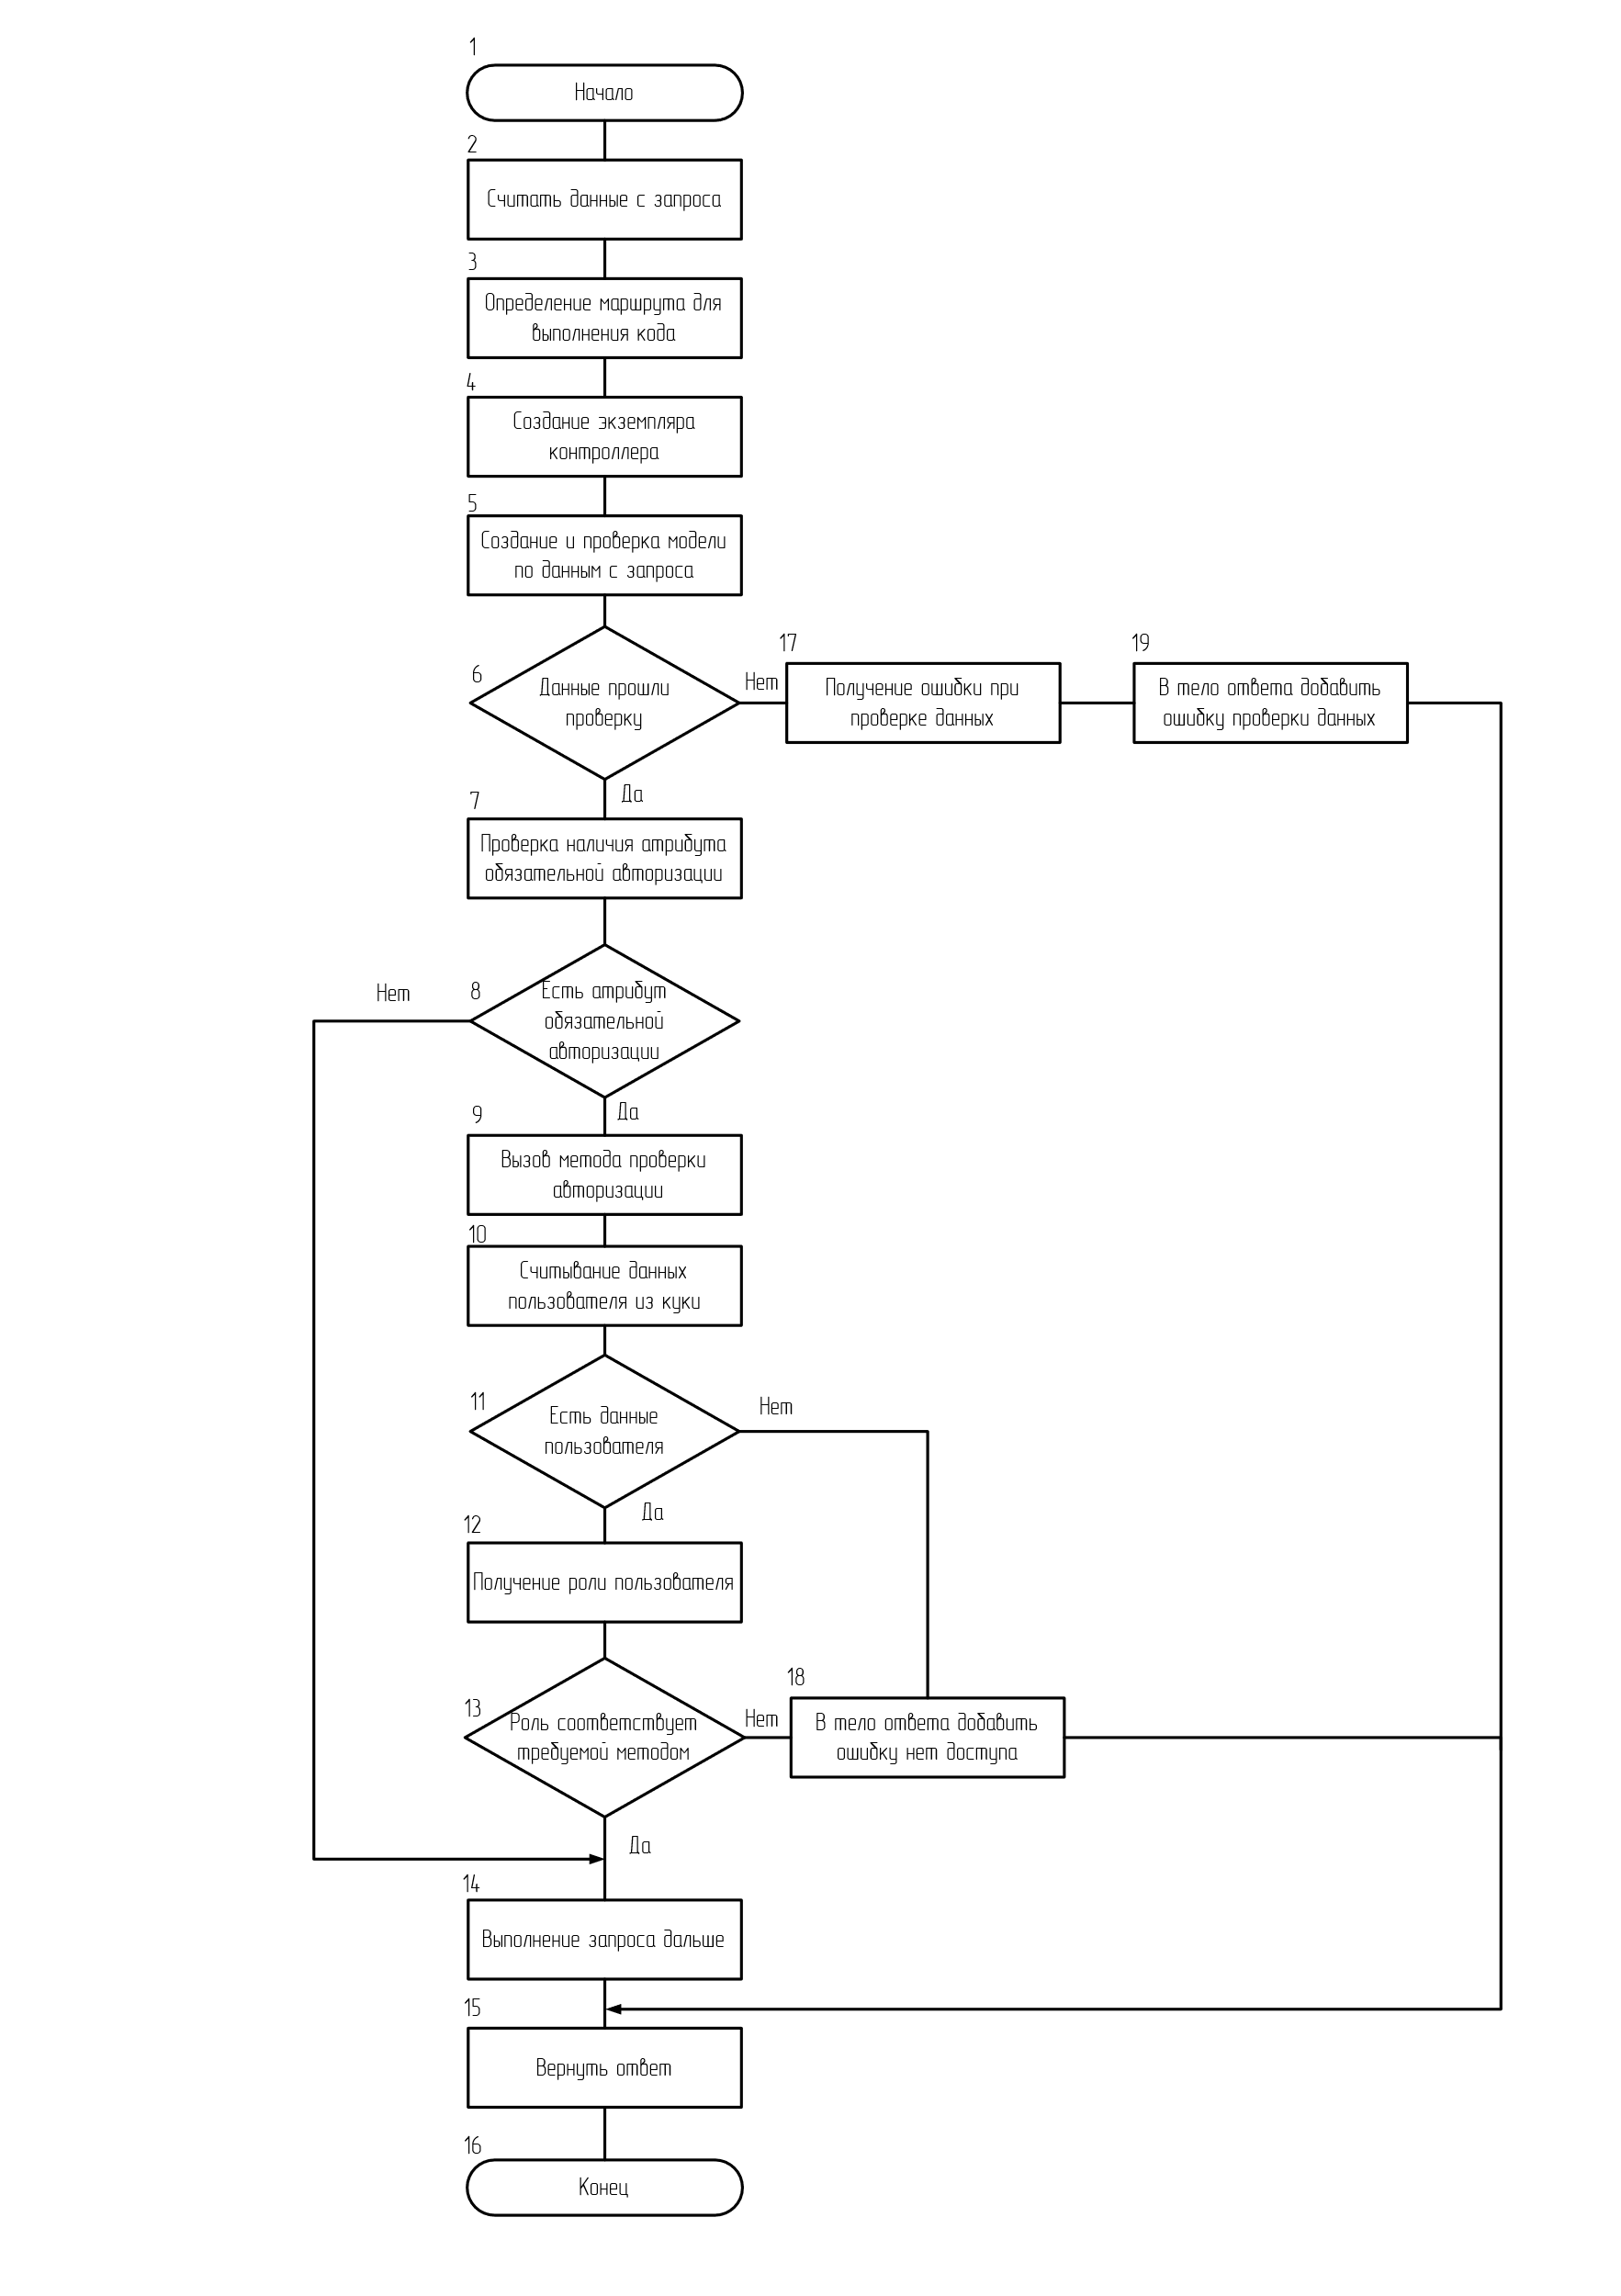 1
Начало
2
Считать данные с запроса
3
Определение маршрута для
выполнения кода
4
Создание экземпляра
контроллера
5
Создание и проверка модели
по данным с запроса
6
Данные прошли
проверку
Нет
17
Получение ошибки при
проверке данных
19
В тело ответа добавить
ошибку проверки данных
Да
7
Проверка наличия атрибута
обязательной авторизации
Нет
8
Есть атрибут
обязательной
авторизации
Да
9
Вызов метода проверки
авторизации
10
Считывание данных
пользователя из куки
11
Есть данные
пользователя
Нет
Да
12
Получение роли пользователя
13
Роль соответствует
требуемой методом
Нет
18
В тело ответа добавить
ошибку нет доступа
Да
14
Выполнение запроса дальше
15
Вернуть ответ
16
Конец